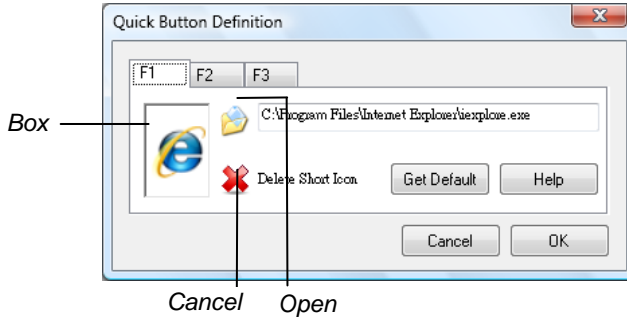 Quick Button Definition
F1 F2 F3
Box
C:\Program Files\Internet Explorer\iexplore.exe
Delete Short Icon
Get Default
Help
Cancel
OK
Cancel
Open